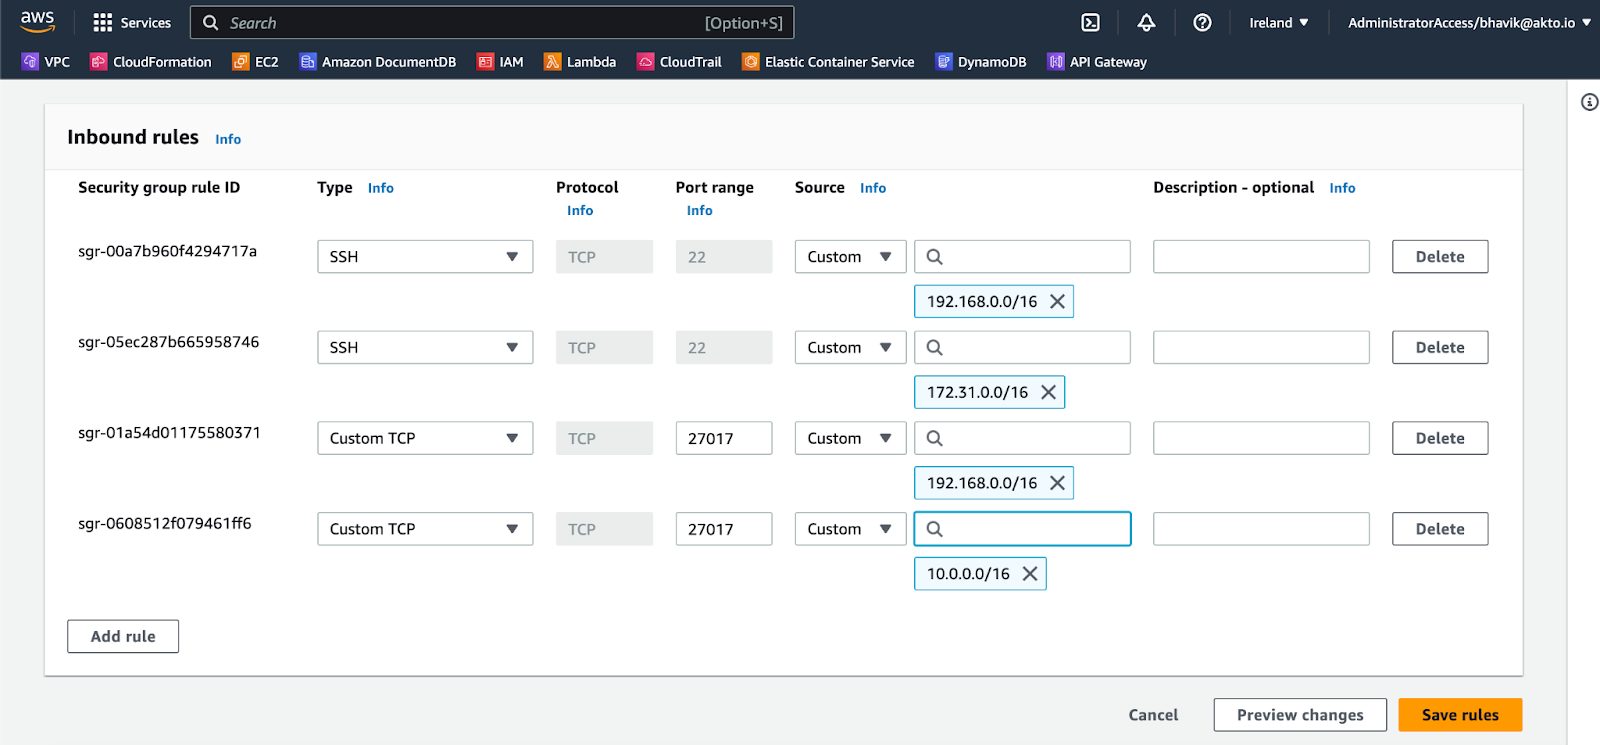 aws Services Search [Option+S] Ireland AdministratorAccess/bhavik@akto.io
VPC CloudFormation EC2 Amazon DocumentDB IAM Lambda CloudTrail Elastic Container Service DynamoDB API Gateway
Inbound rules Info
Security group rule ID Type Info Protocol Port range Source Info Description - optional Info
Info Info
sgr-00a7b960f4294717a SSH TCP 22 Custom Delete
192.168.0.0/16
sgr-05ec287b665958746 SSH TCP 22 Custom Delete
172.31.0.0/16
sgr-01a54d01175580371 Custom TCP TCP 27017 Custom Delete
192.168.0.0/16
sgr-0608512f079461ff6 Custom TCP TCP 27017 Custom Delete
10.0.0.0/16
Add rule
Cancel Preview changes Save rules